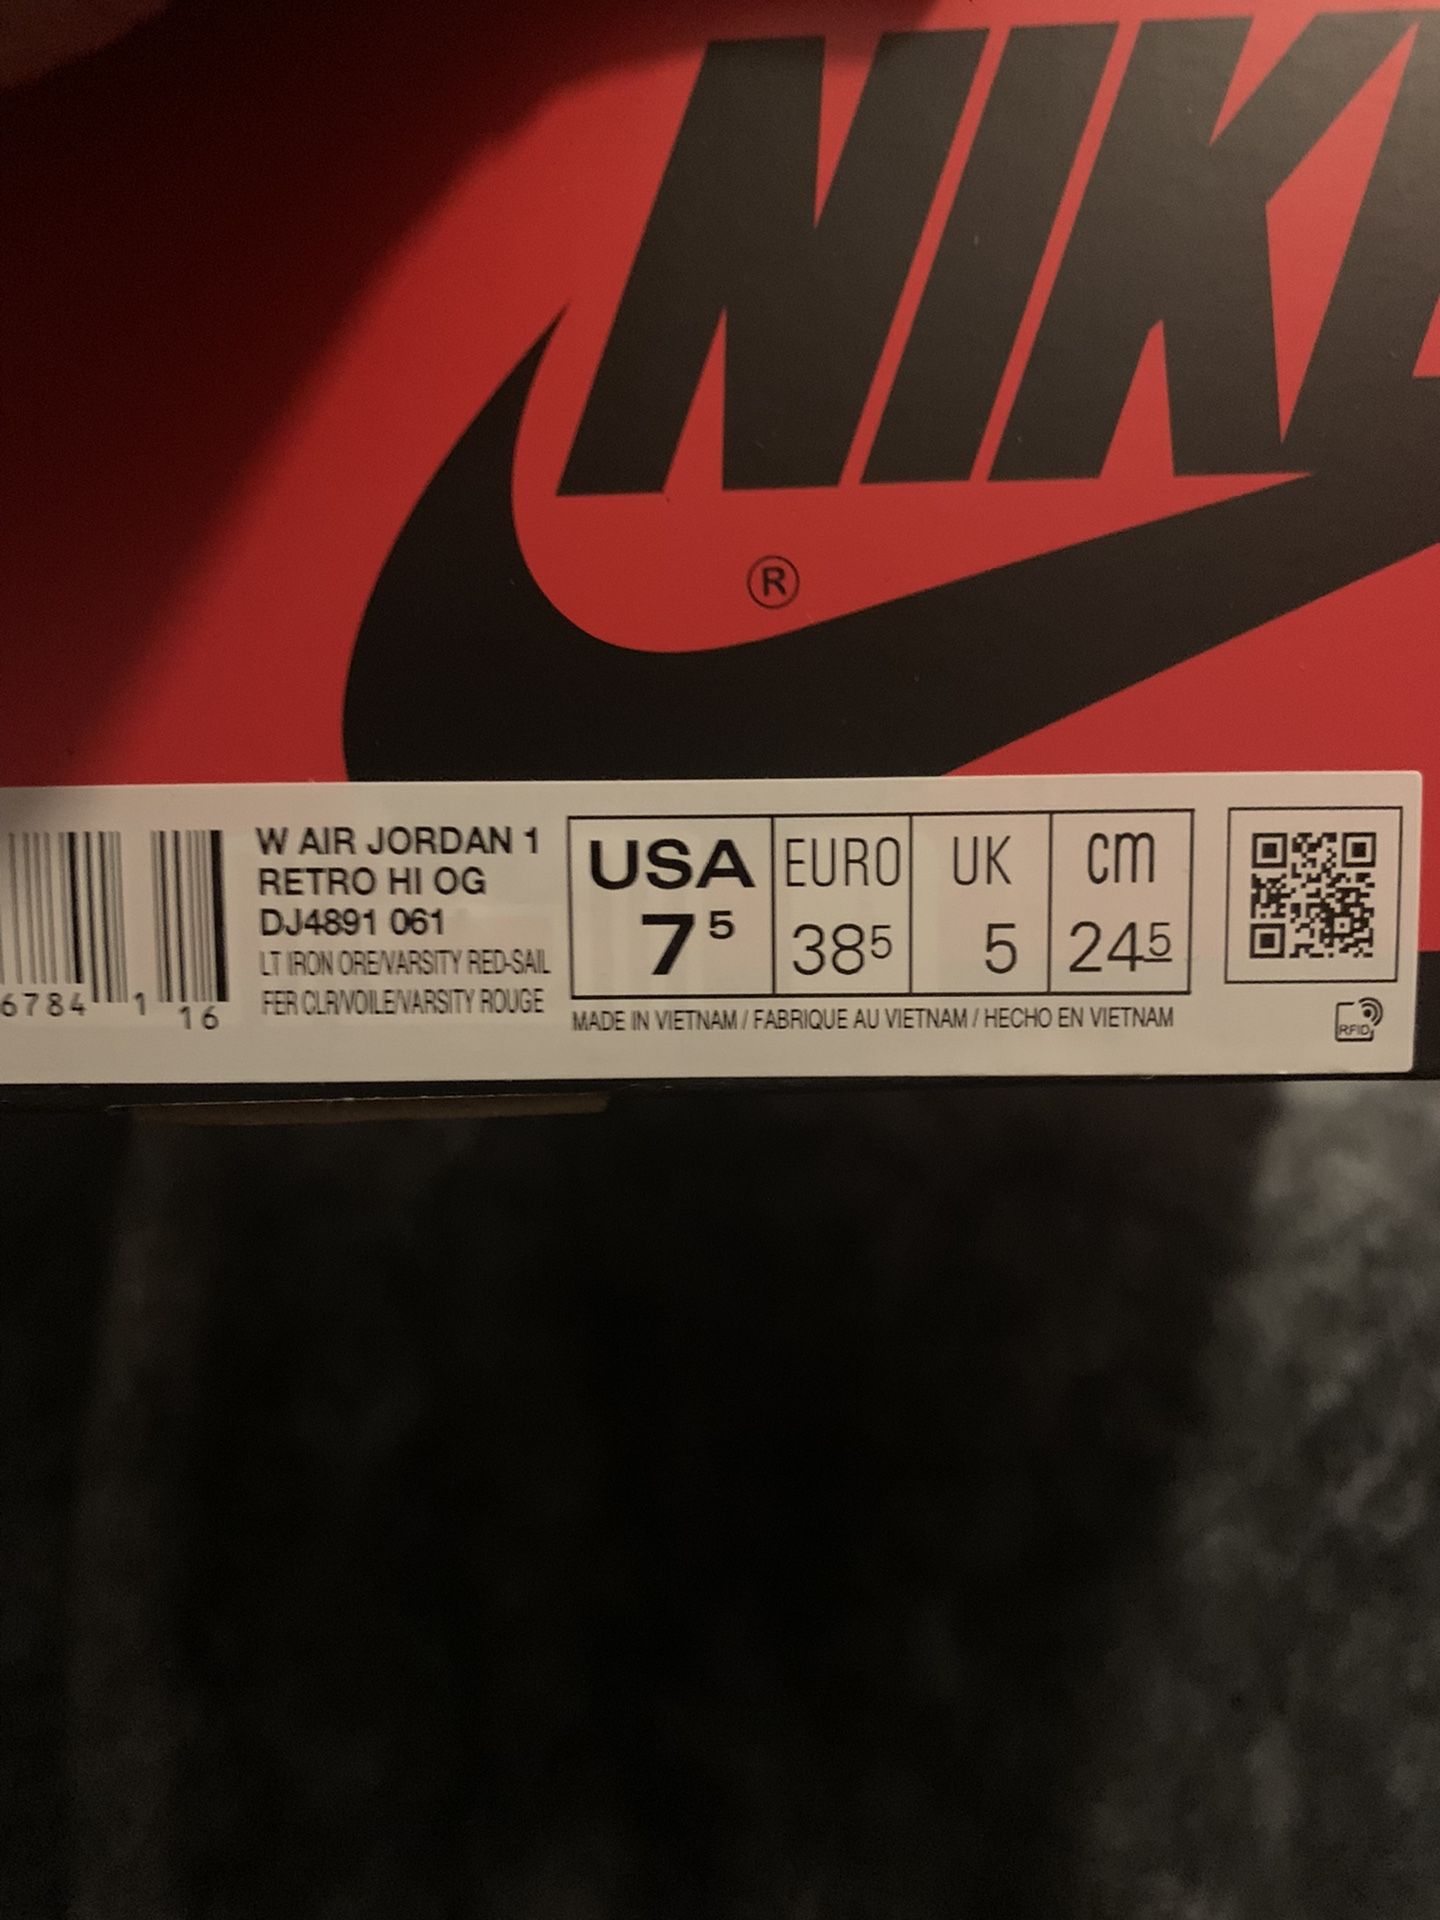 NIKE
®
W AIR JORDAN 1
RETRO HI OG
DJ4891 061
LT IRON ORE/VARSITY RED-SAIL
FER CLR/VOILE/VARSITY ROUGE
6784 1 16
USA EURO UK cm
7⁵ 38⁵ 5 24⁵
MADE IN VIETNAM / FABRIQUE AU VIETNAM / HECHO EN VIETNAM
RFID